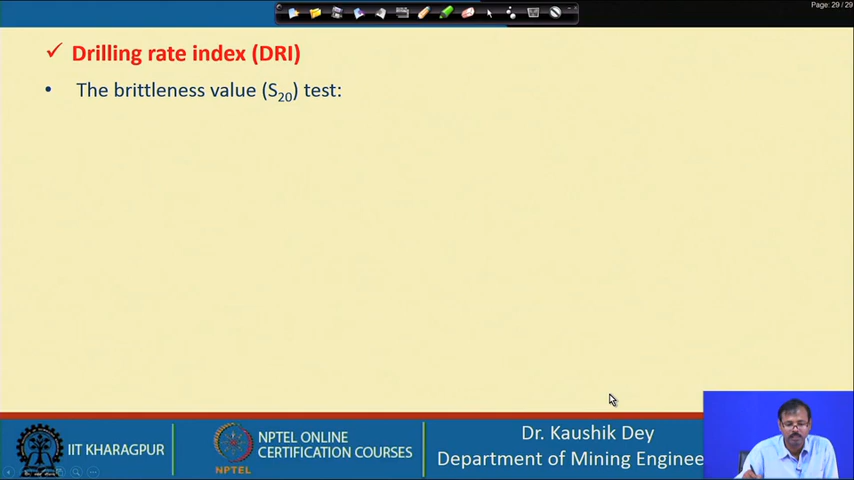 Page: 29 / 29
✓ Drilling rate index (DRI)
• The brittleness value (S20) test:
IIT KHARAGPUR
NPTEL
NPTEL ONLINE
CERTIFICATION COURSES
Dr. Kaushik Dey
Department of Mining Enginee